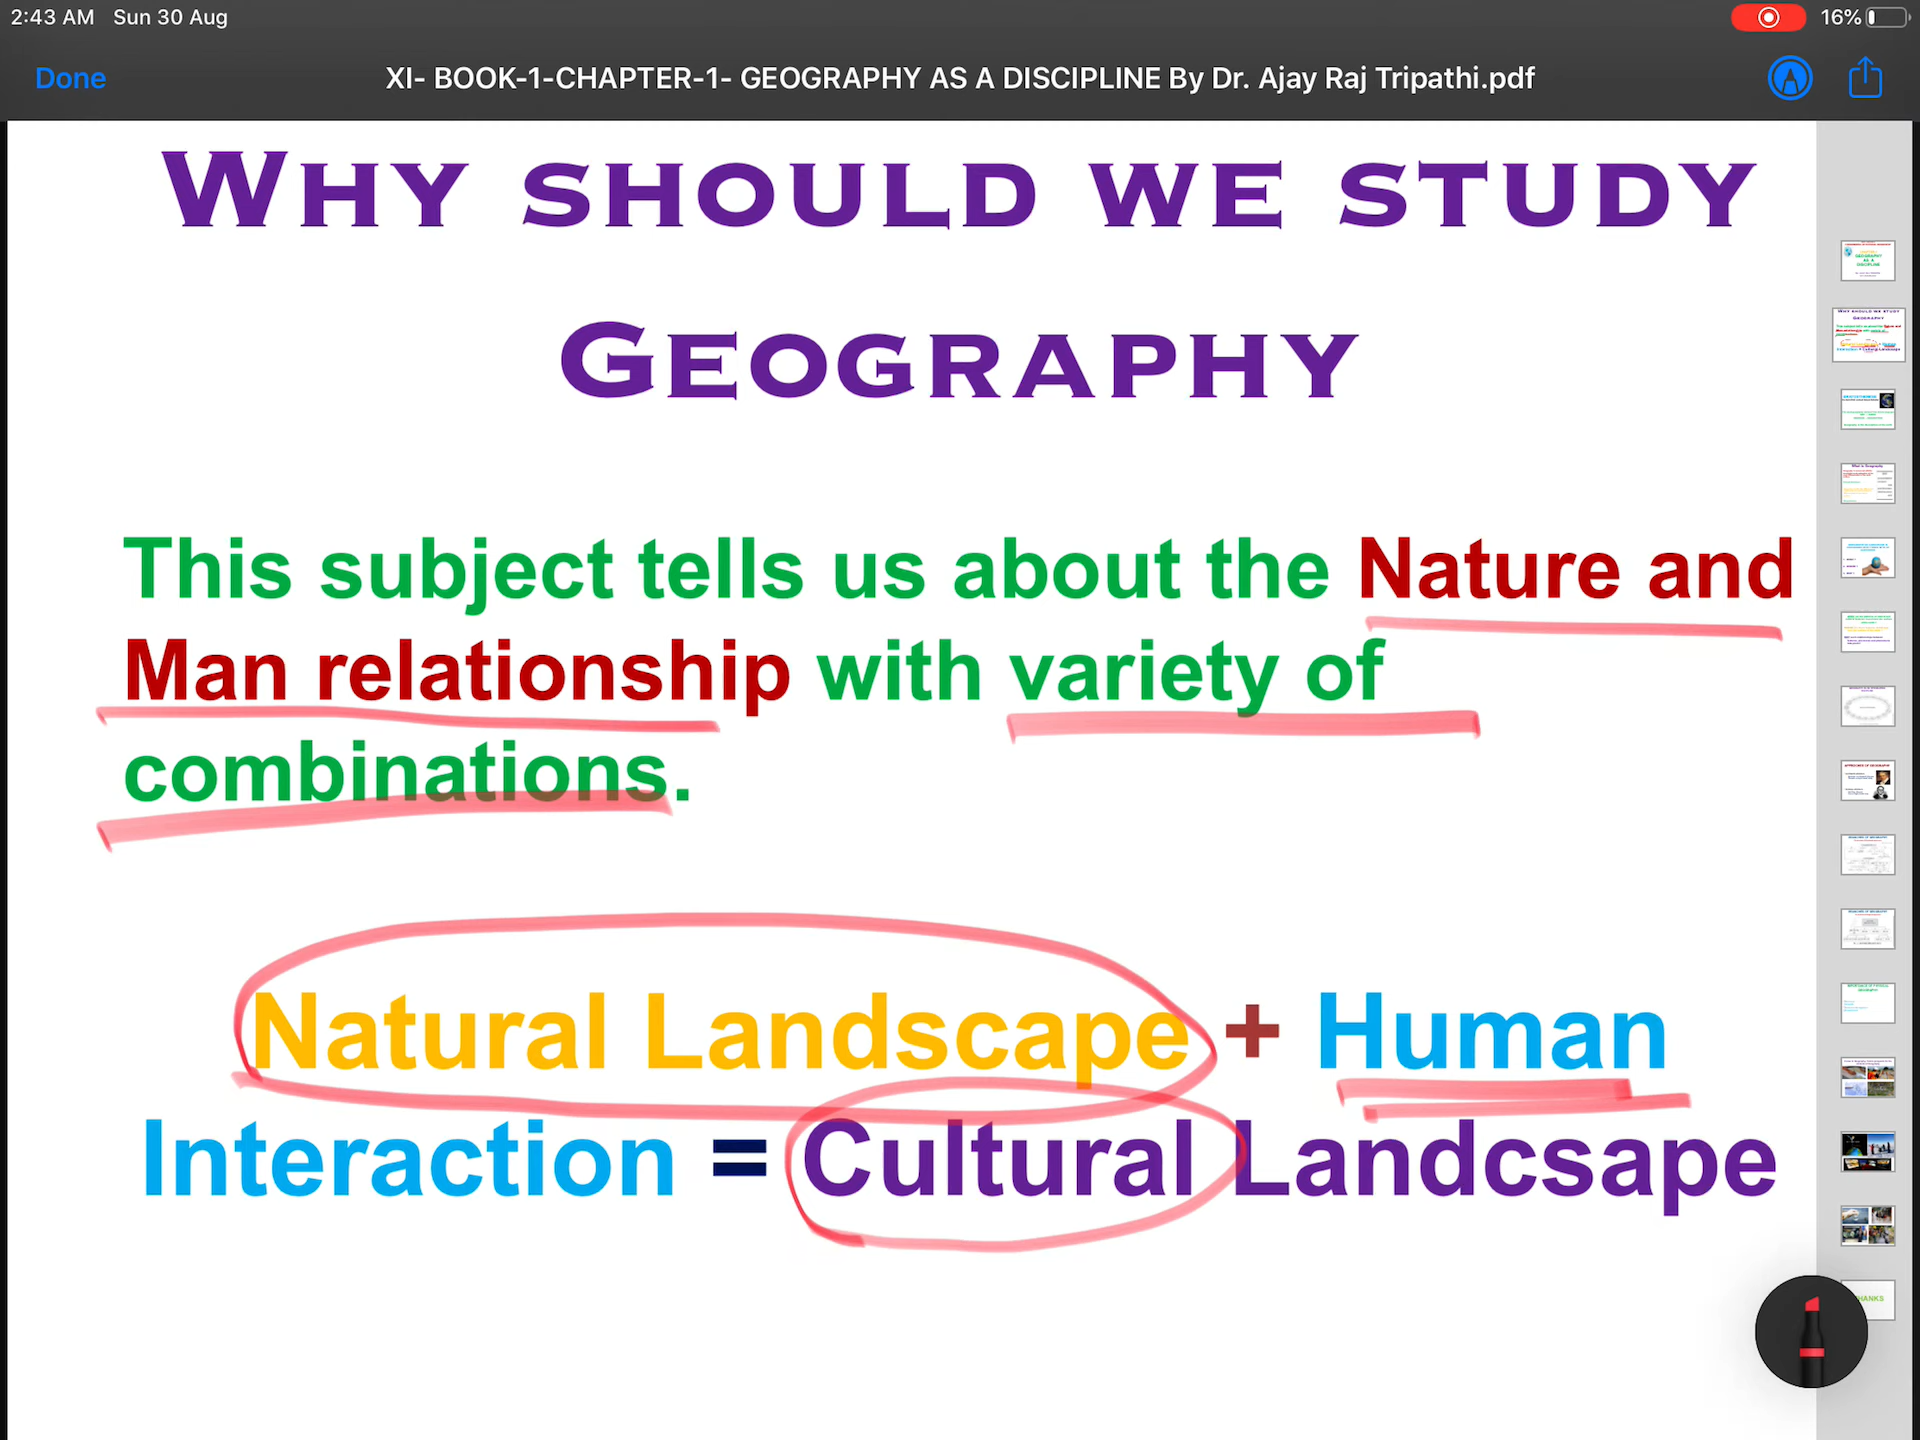 2:43 AM Sun 30 Aug 16%
Done XI- BOOK-1-CHAPTER-1- GEOGRAPHY AS A DISCIPLINE By Dr. Ajay Raj Tripathi.pdf
WHY SHOULD WE STUDY
GEOGRAPHY
This subject tells us about the Nature and
Man relationship with variety of
combinations.
Natural Landscape + Human
Interaction = Cultural Landcsape